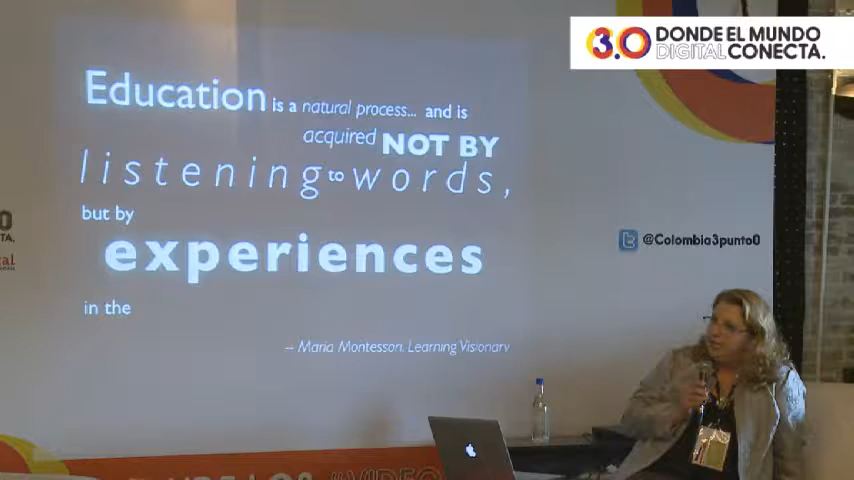 3.0 DONDE EL MUNDO
DIGITAL CONECTA.
Education is a natural process... and is
acquired NOT BY
listening to words,
but by
experiences
in the
– Maria Montessori, Learning Visionary
@Colombia3punto0